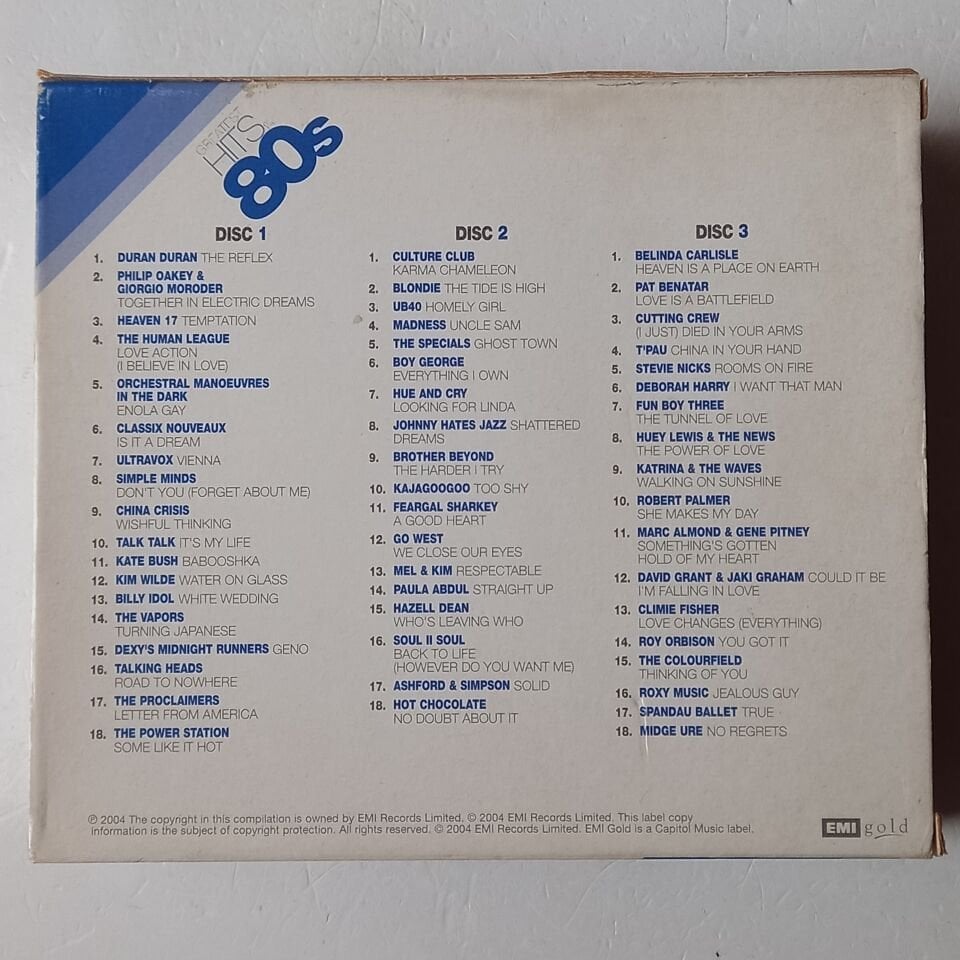 GREATEST
HITS
80s
DISC 1
1. DURAN DURAN THE REFLEX
2. PHILIP OAKEY &
GIORGIO MORODER
TOGETHER IN ELECTRIC DREAMS
3. HEAVEN 17 TEMPTATION
4. THE HUMAN LEAGUE
LOVE ACTION
(I BELIEVE IN LOVE)
5. ORCHESTRAL MANOEUVRES
IN THE DARK
ENOLA GAY
6. CLASSIX NOUVEAUX
IS IT A DREAM
7. ULTRAVOX VIENNA
8. SIMPLE MINDS
DON'T YOU (FORGET ABOUT ME)
9. CHINA CRISIS
WISHFUL THINKING
10. TALK TALK IT'S MY LIFE
11. KATE BUSH BABOOSHKA
12. KIM WILDE WATER ON GLASS
13. BILLY IDOL WHITE WEDDING
14. THE VAPORS
TURNING JAPANESE
15. DEXY'S MIDNIGHT RUNNERS GENO
16. TALKING HEADS
ROAD TO NOWHERE
17. THE PROCLAIMERS
LETTER FROM AMERICA
18. THE POWER STATION
SOME LIKE IT HOT
DISC 2
1. CULTURE CLUB
KARMA CHAMELEON
2. BLONDIE THE TIDE IS HIGH
3. UB40 HOMELY GIRL
4. MADNESS UNCLE SAM
5. THE SPECIALS GHOST TOWN
6. BOY GEORGE
EVERYTHING I OWN
7. HUE AND CRY
LOOKING FOR LINDA
8. JOHNNY HATES JAZZ SHATTERED
DREAMS
9. BROTHER BEYOND
THE HARDER I TRY
10. KAJAGOOGOO TOO SHY
11. FEARGAL SHARKEY
A GOOD HEART
12. GO WEST
WE CLOSE OUR EYES
13. MEL & KIM RESPECTABLE
14. PAULA ABDUL STRAIGHT UP
15. HAZELL DEAN
WHO'S LEAVING WHO
16. SOUL II SOUL
BACK TO LIFE
(HOWEVER DO YOU WANT ME)
17. ASHFORD & SIMPSON SOLID
18. HOT CHOCOLATE
NO DOUBT ABOUT IT
DISC 3
1. BELINDA CARLISLE
HEAVEN IS A PLACE ON EARTH
2. PAT BENATAR
LOVE IS A BATTLEFIELD
3. CUTTING CREW
(I JUST) DIED IN YOUR ARMS
4. T'PAU CHINA IN YOUR HAND
5. STEVIE NICKS ROOMS ON FIRE
6. DEBORAH HARRY I WANT THAT MAN
7. FUN BOY THREE
THE TUNNEL OF LOVE
8. HUEY LEWIS & THE NEWS
THE POWER OF LOVE
9. KATRINA & THE WAVES
WALKING ON SUNSHINE
10. ROBERT PALMER
SHE MAKES MY DAY
11. MARC ALMOND & GENE PITNEY
SOMETHING'S GOTTEN
HOLD OF MY HEART
12. DAVID GRANT & JAKI GRAHAM COULD IT BE
I'M FALLING IN LOVE
13. CLIMIE FISHER
LOVE CHANGES (EVERYTHING)
14. ROY ORBISON YOU GOT IT
15. THE COLOURFIELD
THINKING OF YOU
16. ROXY MUSIC JEALOUS GUY
17. SPANDAU BALLET TRUE
18. MIDGE URE NO REGRETS
℗ 2004 The copyright in this compilation is owned by EMI Records Limited. © 2004 EMI Records Limited. This label copy
information is the subject of copyright protection. All rights reserved. © 2004 EMI Records Limited. EMI Gold is a Capitol Music label.
EMI gold